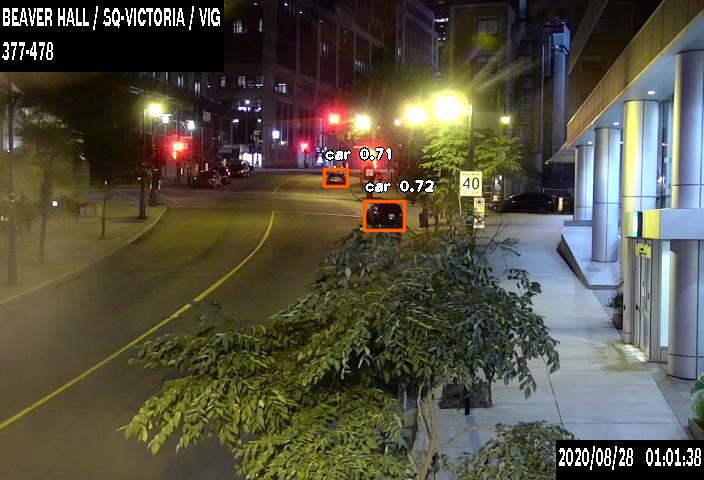 BEAVER HALL / SQ-VICTORIA / VIG
377-478
car 0.71
car 0.72
40
2020/08/28 01:01:38